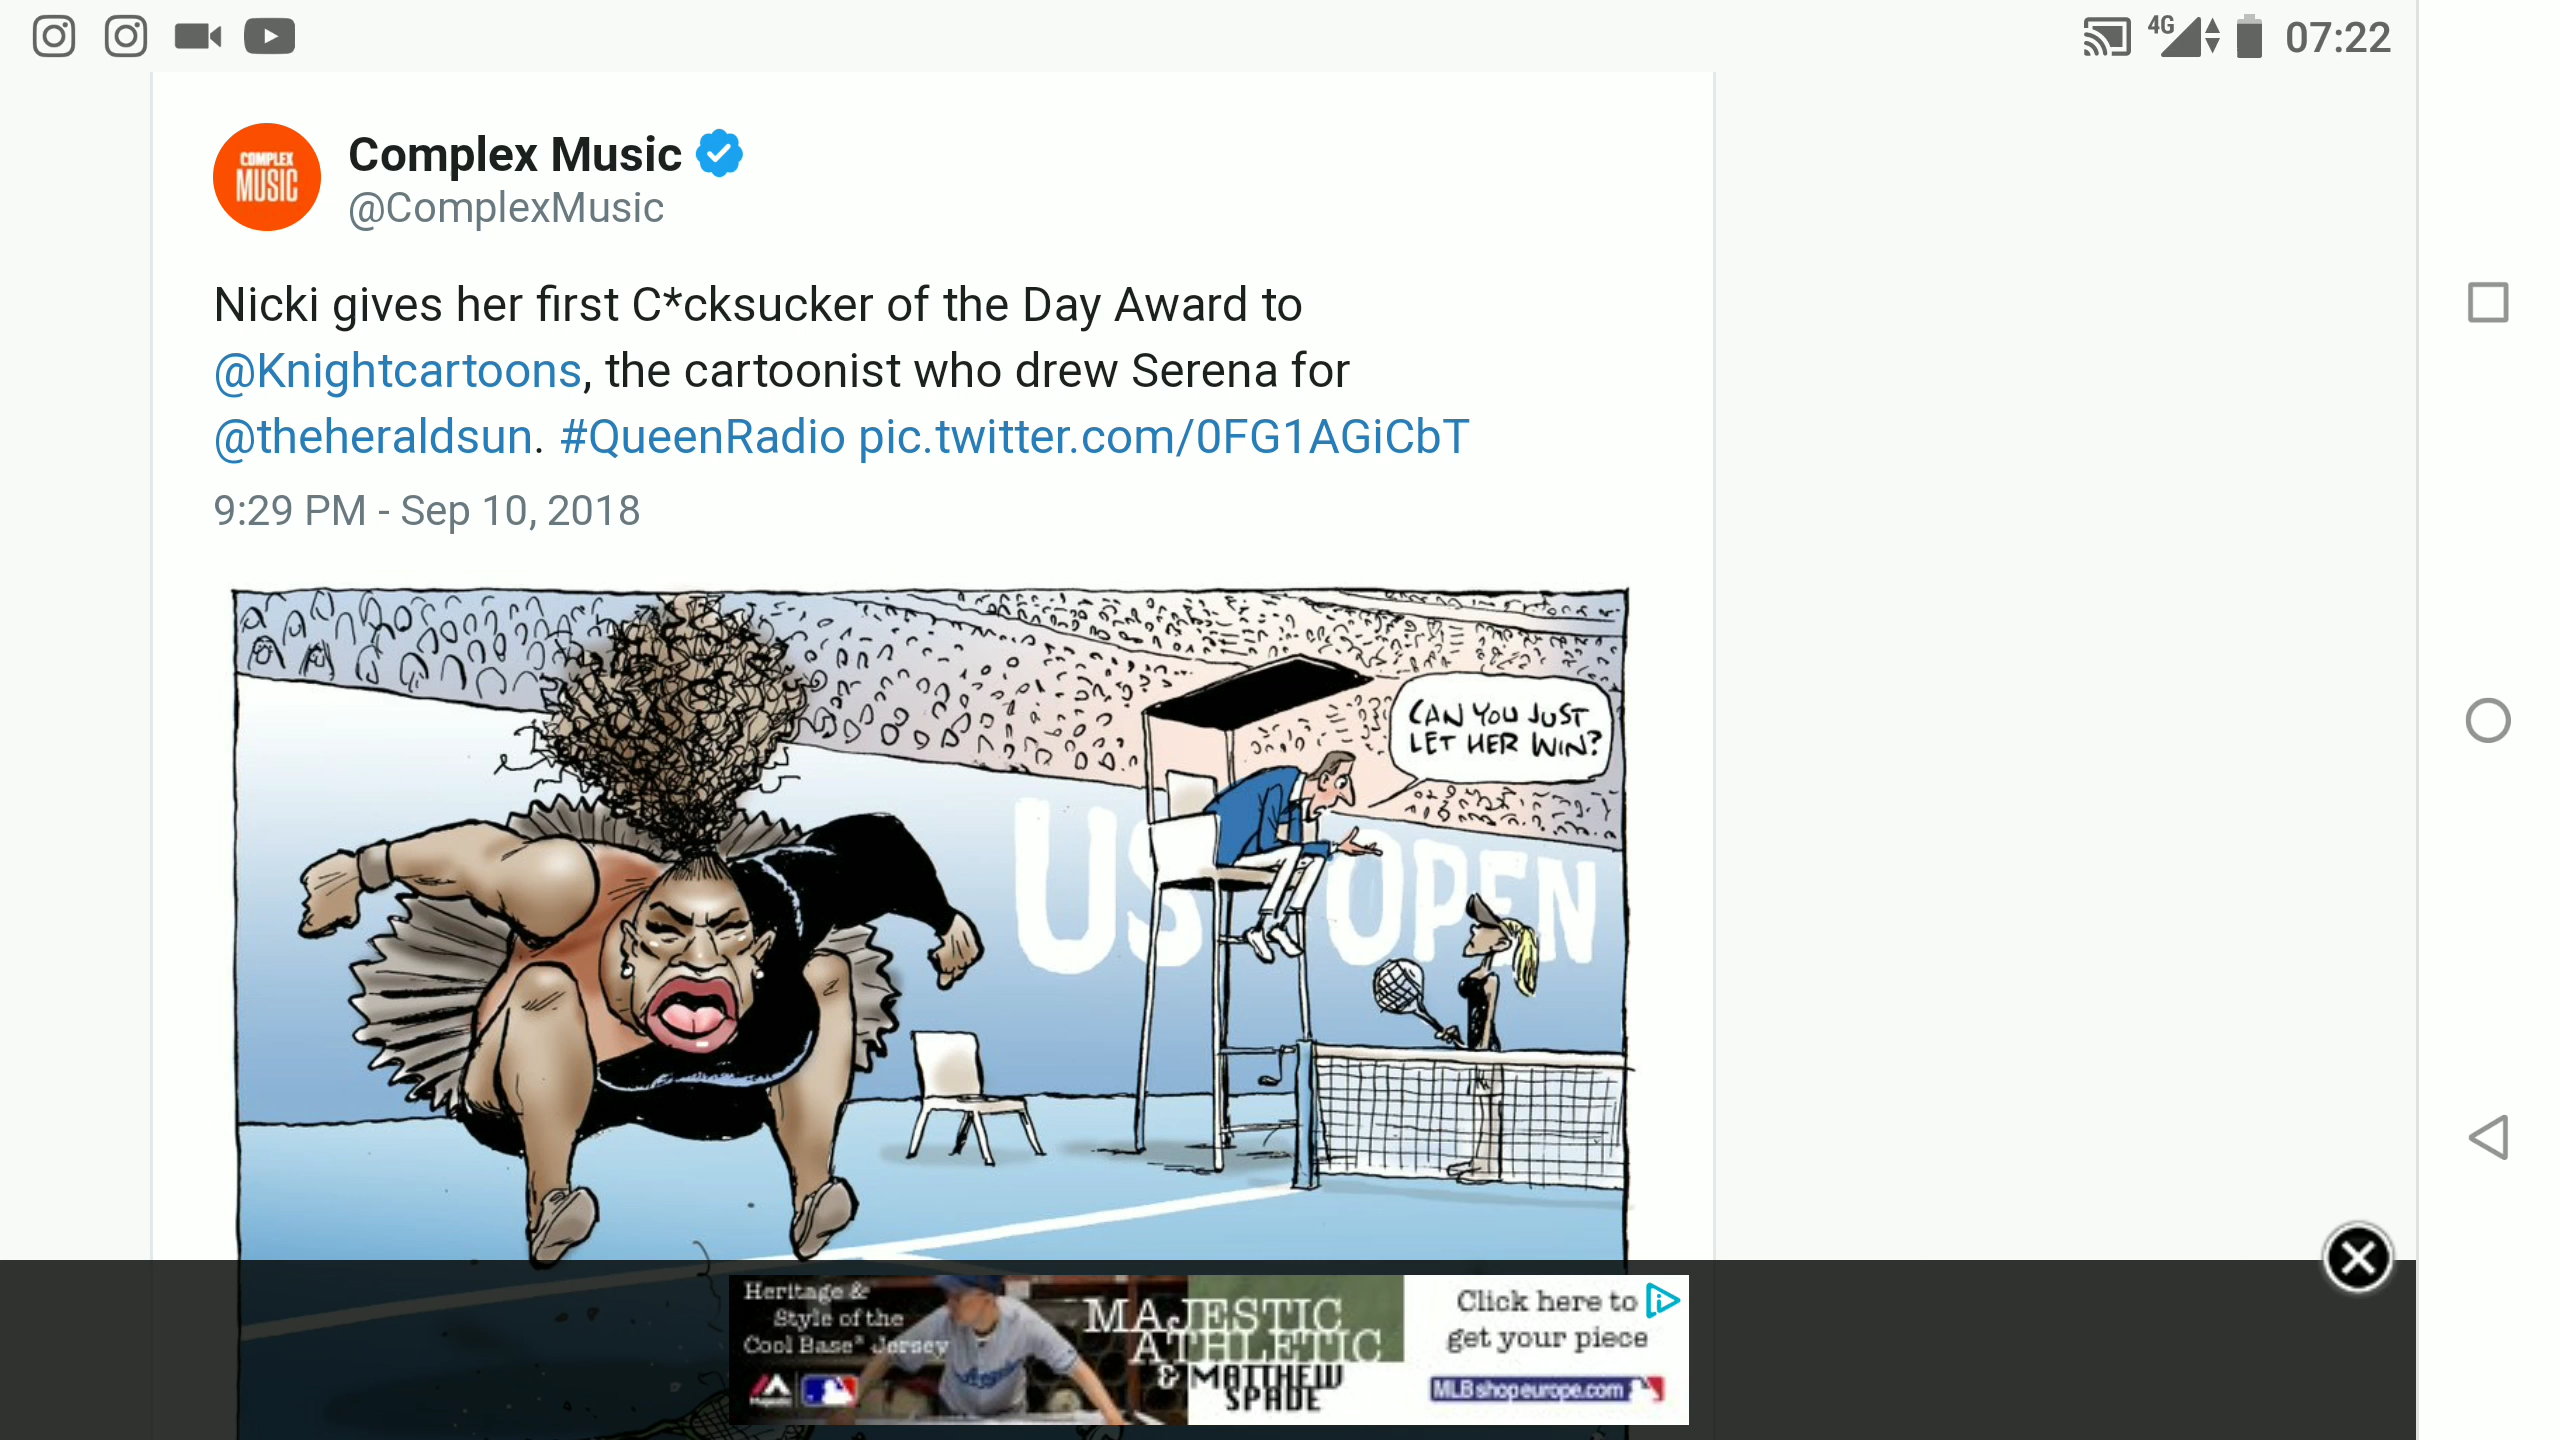 4G 07:22
COMPLEX
MUSIC
Complex Music
@ComplexMusic
Nicki gives her first C*cksucker of the Day Award to
@Knightcartoons, the cartoonist who drew Serena for
@theheraldsun. #QueenRadio pic.twitter.com/0FG1AGiCbT
9:29 PM - Sep 10, 2018
CAN YOU JUST
LET HER WIN?
US OPEN
Heritage &
Style of the
Cool Base® Jersey
Majestic
MAJESTIC
ATHLETIC
& MATTHEW
SPADE
Click here to
get your piece
MLBshopeurope.com